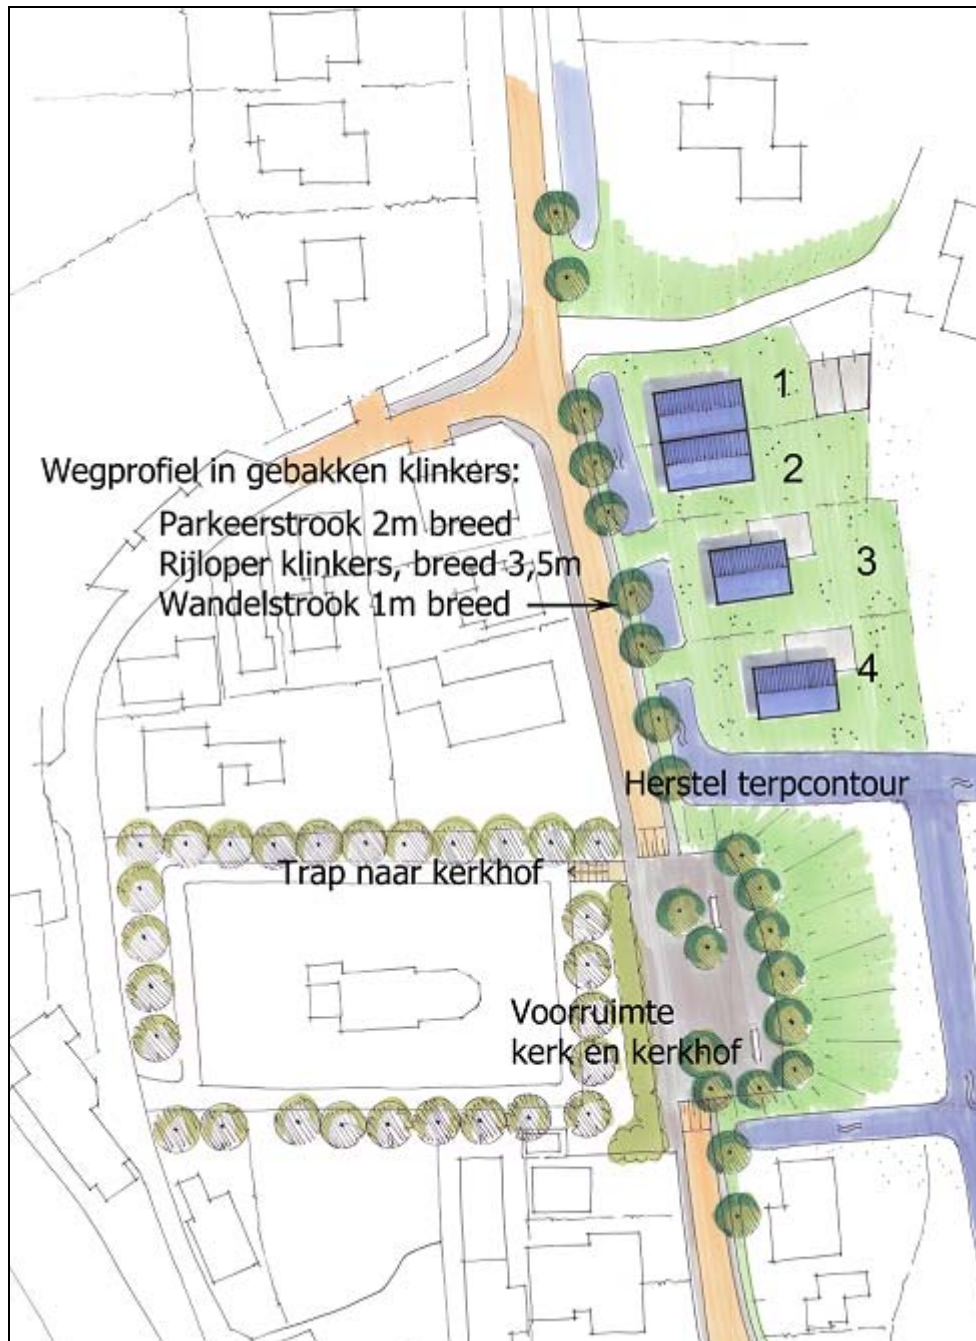 1
Wegprofiel in gebakken klinkers:
2
Parkeerstrook 2m breed
Rijloper klinkers, breed 3,5m
3
Wandelstrook 1m breed
4
Herstel terpcontour
Trap naar kerkhof
Voorruimte
kerk en kerkhof